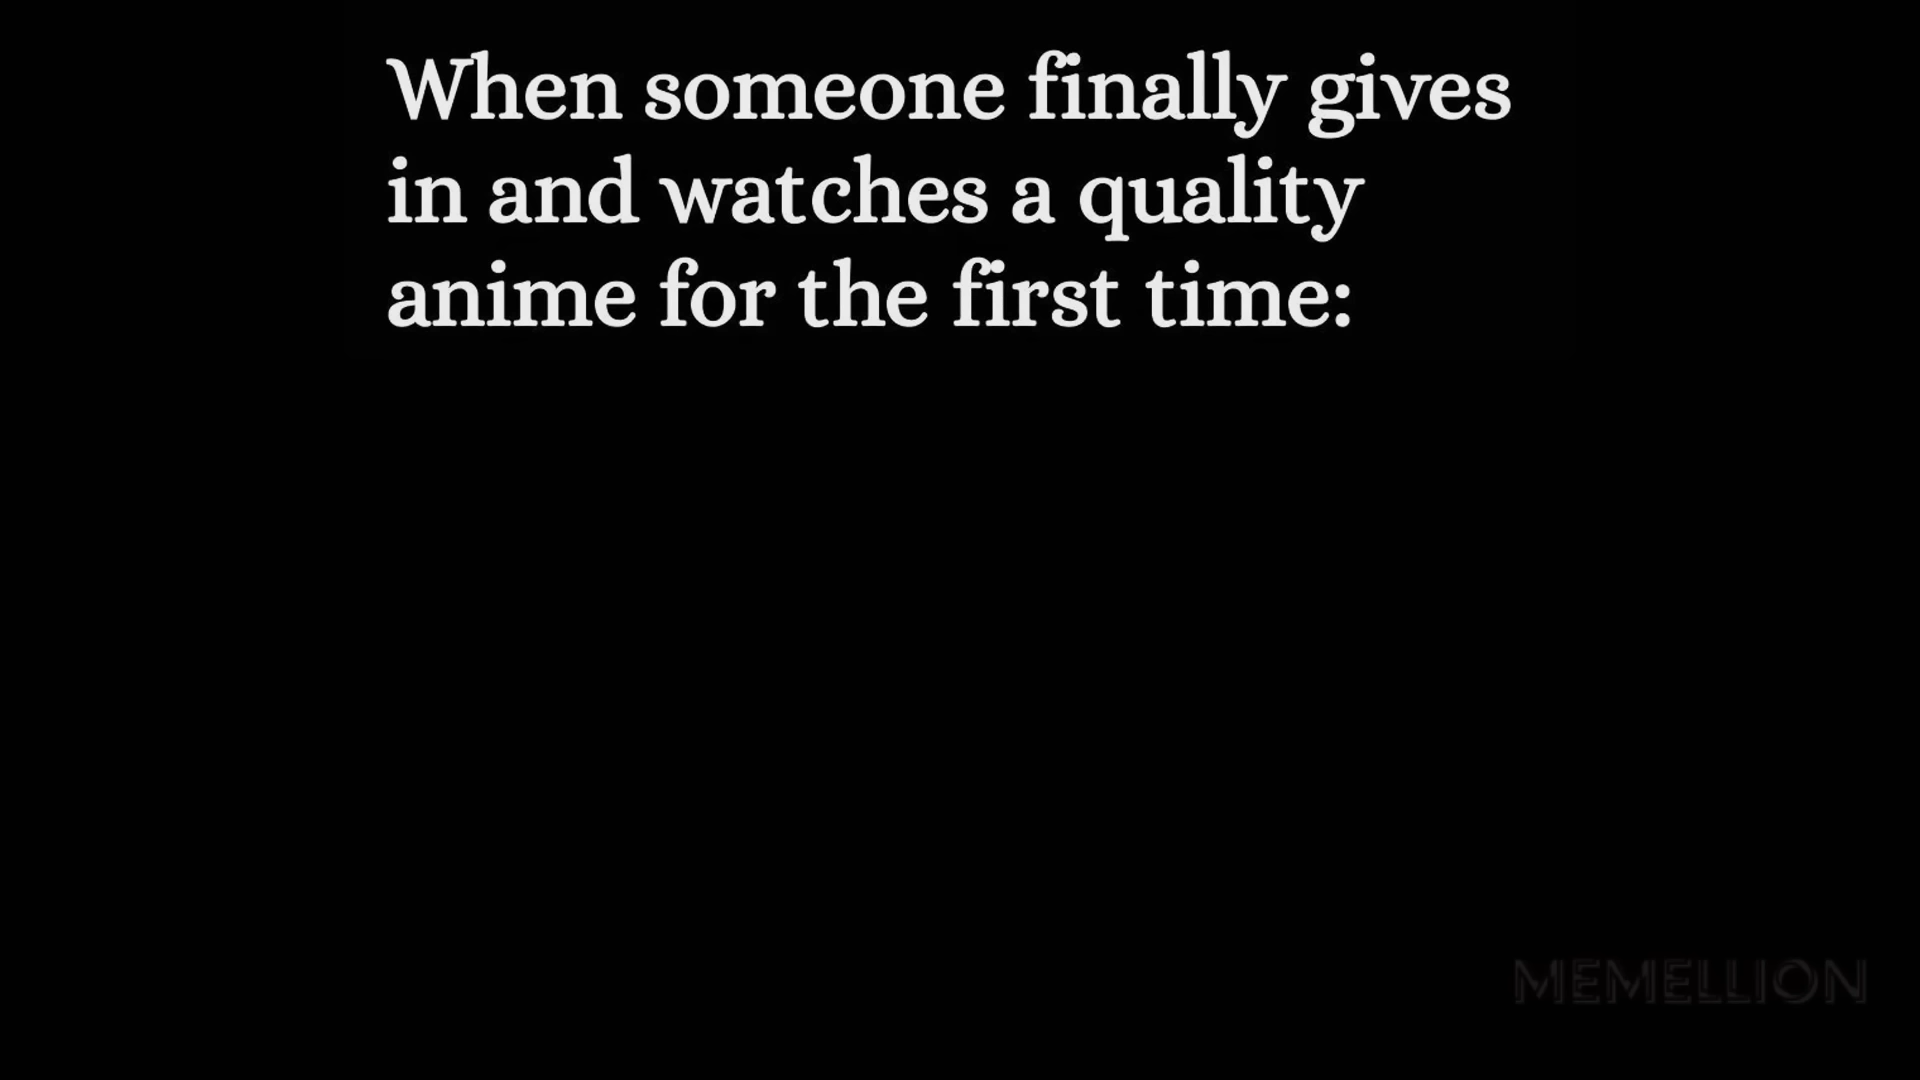 When someone finally gives
in and watches a quality
anime for the first time:
MEMELLION